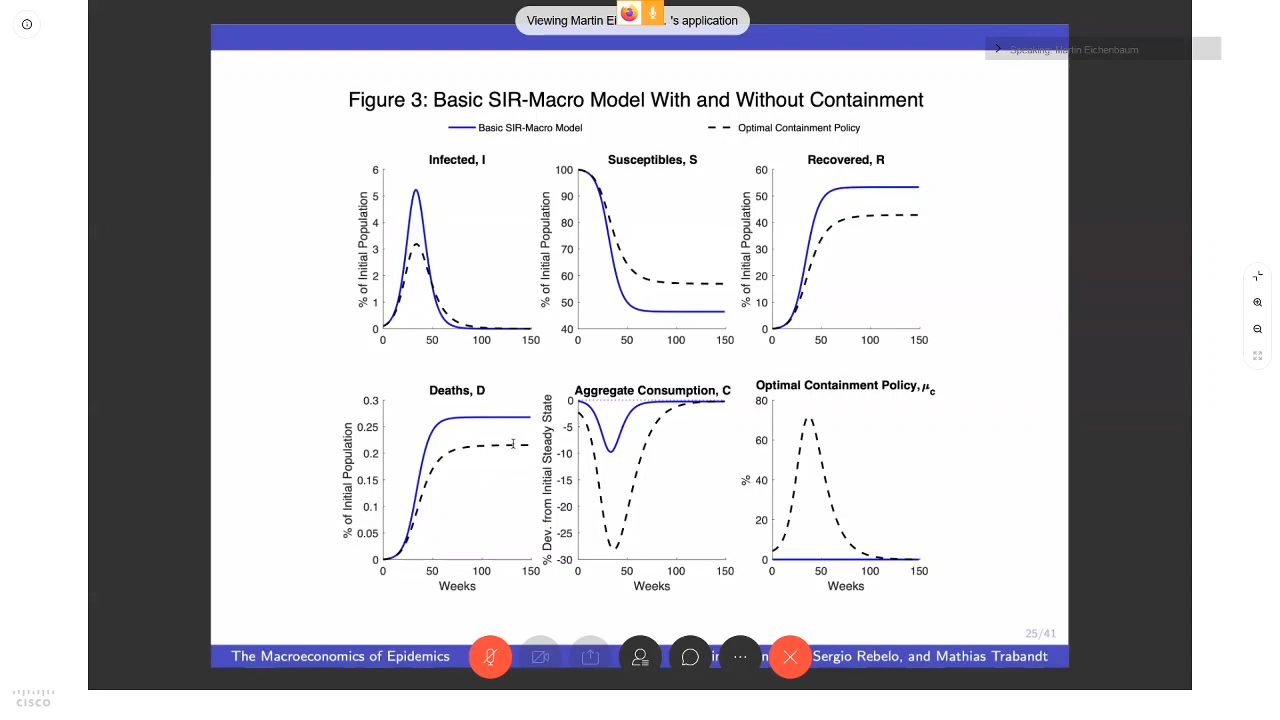 Viewing Martin Ei 's application
Speaking: Martin Eichenbaum
Figure 3: Basic SIR-Macro Model With and Without Containment
Basic SIR-Macro Model
Optimal Containment Policy
Infected, I
Susceptibles, S
Recovered, R
% of Initial Population
6
5
4
3
2
1
0
0 50 100 150
% of Initial Population
100
90
80
70
60
50
40
0 50 100 150
% of Initial Population
60
50
40
30
20
10
0
0 50 100 150
Deaths, D
Aggregate Consumption, C
Optimal Containment Policy, μc
% of Initial Population
0.3
0.25
0.2
0.15
0.1
0.05
0
0 50 100 150
Weeks
% Dev. from Initial Steady State
0
-5
-10
-15
-20
-25
-30
0 50 100 150
Weeks
%
80
60
40
20
0
0 50 100 150
Weeks
25/41
The Macroeconomics of Epidemics
Sergio Rebelo, and Mathias Trabandt
CISCO